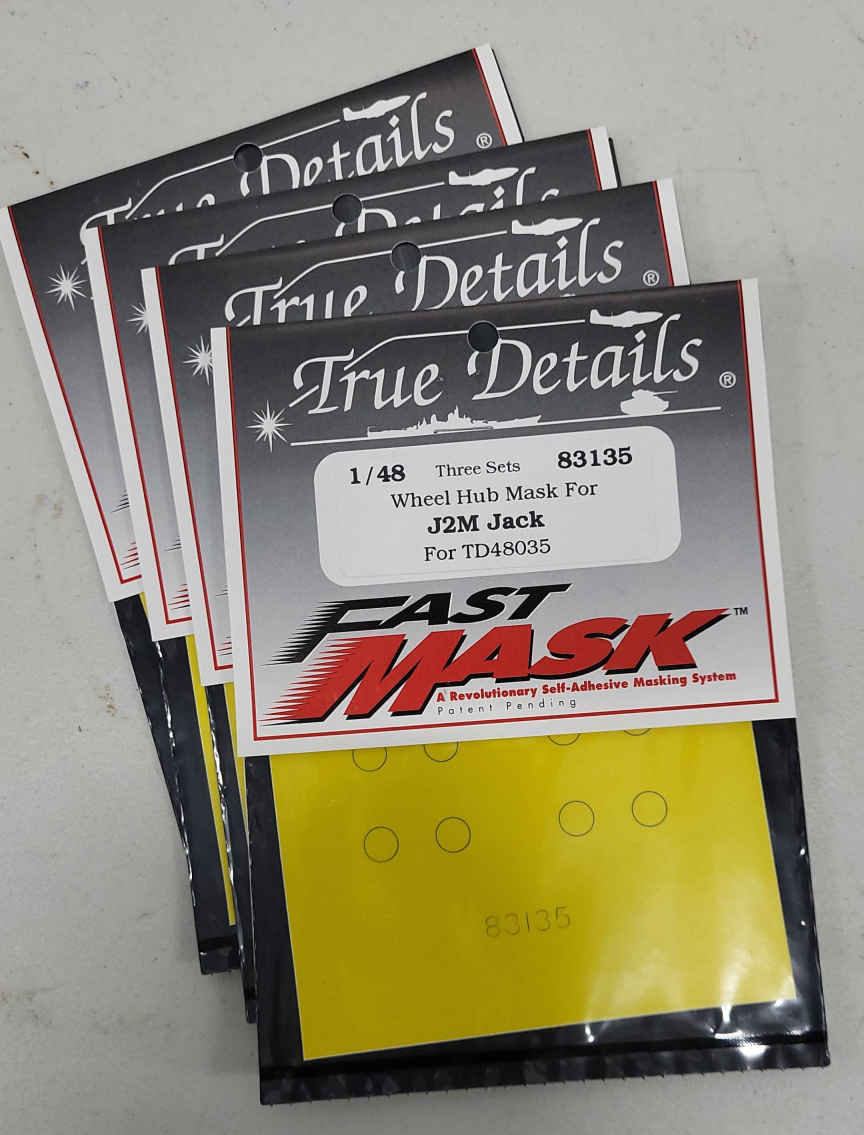 True Details ®
True Details
True Details ®
True Details ®
1/48 Three Sets 83135
Wheel Hub Mask For
J2M Jack
For TD48035
FAST
MASK ™
A Revolutionary Self-Adhesive Masking System
Patent Pending
83135